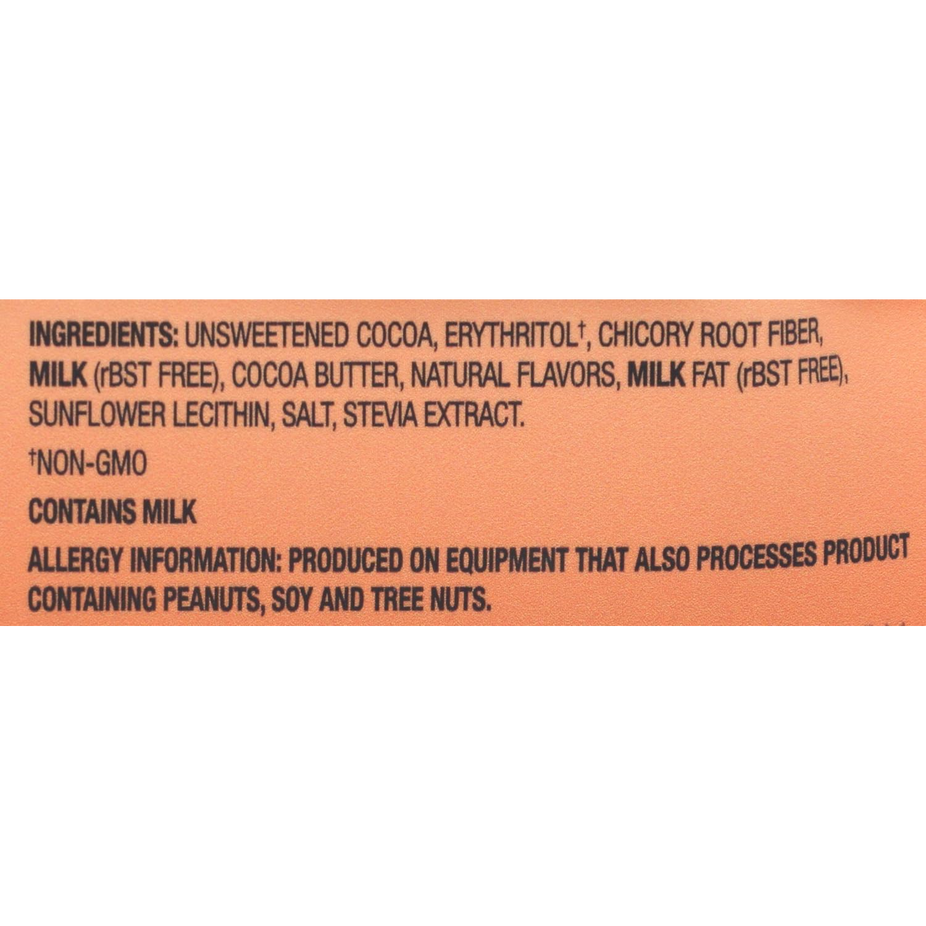 INGREDIENTS: UNSWEETENED COCOA, ERYTHRITOL†, CHICORY ROOT FIBER,
MILK (rBST FREE), COCOA BUTTER, NATURAL FLAVORS, MILK FAT (rBST FREE),
SUNFLOWER LECITHIN, SALT, STEVIA EXTRACT.
†NON-GMO
CONTAINS MILK
ALLERGY INFORMATION: PRODUCED ON EQUIPMENT THAT ALSO PROCESSES PRODUCT
CONTAINING PEANUTS, SOY AND TREE NUTS.